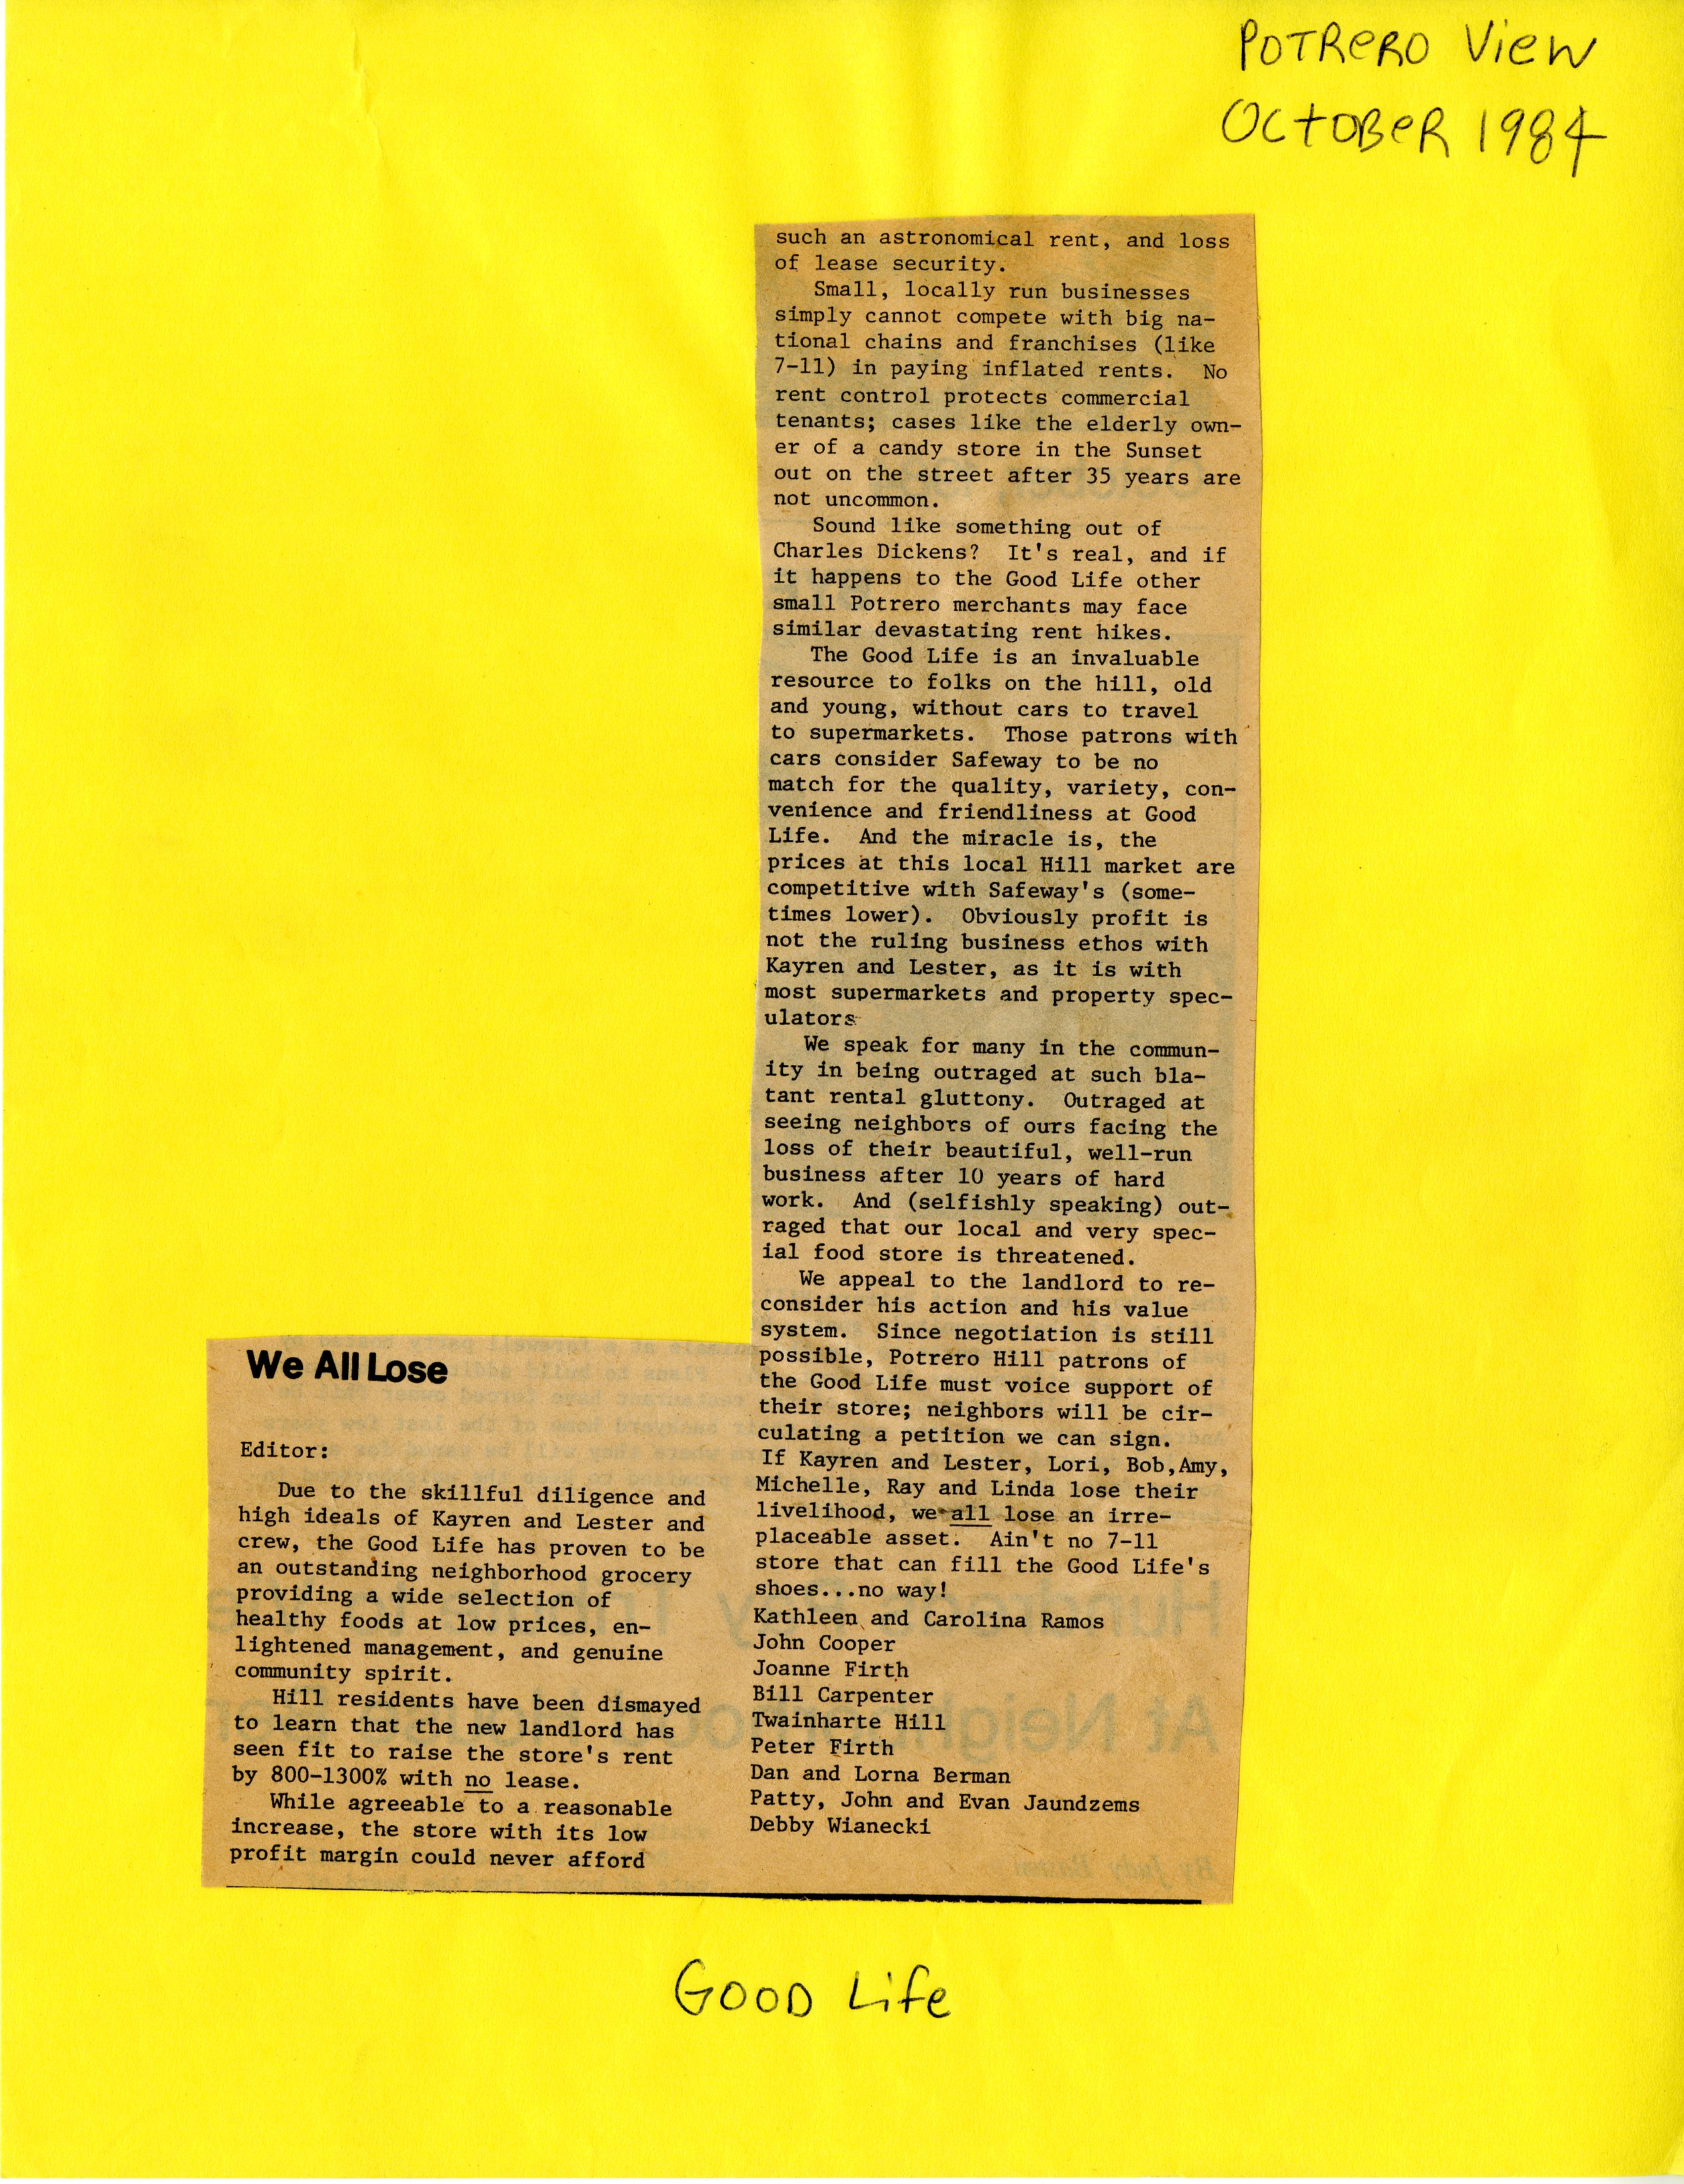 POTRERO VIEW
OCTOBER 1984
We All Lose
Editor:
Due to the skillful diligence and
high ideals of Kayren and Lester and
crew, the Good Life has proven to be
an outstanding neighborhood grocery
providing a wide selection of
healthy foods at low prices, en-
lightened management, and genuine
community spirit.
Hill residents have been dismayed
to learn that the new landlord has
seen fit to raise the store's rent
by 800-1300% with no lease.
While agreeable to a reasonable
increase, the store with its low
profit margin could never afford
such an astronomical rent, and loss
of lease security.
Small, locally run businesses
simply cannot compete with big na-
tional chains and franchises (like
7-11) in paying inflated rents. No
rent control protects commercial
tenants; cases like the elderly own-
er of a candy store in the Sunset
out on the street after 35 years are
not uncommon.
Sound like something out of
Charles Dickens? It's real, and if
it happens to the Good Life other
small Potrero merchants may face
similar devastating rent hikes.
The Good Life is an invaluable
resource to folks on the hill, old
and young, without cars to travel
to supermarkets. Those patrons with
cars consider Safeway to be no
match for the quality, variety, con-
venience and friendliness at Good
Life. And the miracle is, the
prices at this local Hill market are
competitive with Safeway's (some-
times lower). Obviously profit is
not the ruling business ethos with
Kayren and Lester, as it is with
most supermarkets and property spec-
ulators
We speak for many in the commun-
ity in being outraged at such bla-
tant rental gluttony. Outraged at
seeing neighbors of ours facing the
loss of their beautiful, well-run
business after 10 years of hard
work. And (selfishly speaking) out-
raged that our local and very spec-
ial food store is threatened.
We appeal to the landlord to re-
consider his action and his value
system. Since negotiation is still
possible, Potrero Hill patrons of
the Good Life must voice support of
their store; neighbors will be cir-
culating a petition we can sign.
If Kayren and Lester, Lori, Bob,Amy,
Michelle, Ray and Linda lose their
livelihood, we all lose an irre-
placeable asset. Ain't no 7-11
store that can fill the Good Life's
shoes...no way!
Kathleen and Carolina Ramos
John Cooper
Joanne Firth
Bill Carpenter
Twainharte Hill
Peter Firth
Dan and Lorna Berman
Patty, John and Evan Jaundzems
Debby Wianecki
GOOD Life